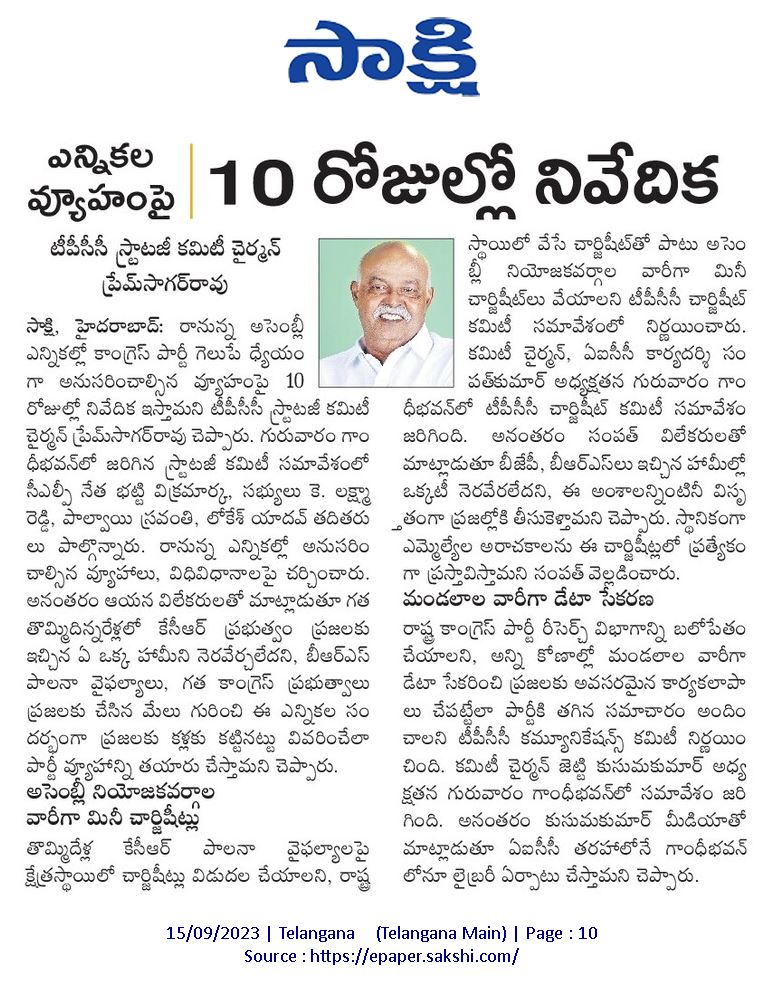 సాక్షి
ఎన్నికల
వ్యూహంపై
10 రోజుల్లో నివేదిక
టీపీసీసీ స్ట్రాటజీ కమిటీ చైర్మన్
ప్రేమ్‌సాగర్‌రావు
సాక్షి, హైదరాబాద్: రానున్న అసెంబ్లీ
ఎన్నికల్లో కాంగ్రెస్ పార్టీ గెలుపే ధ్యేయం
గా అనుసరించాల్సిన వ్యూహంపై 10
రోజుల్లో నివేదిక ఇస్తామని టీపీసీసీ స్ట్రాటజీ కమిటీ
చైర్మన్ ప్రేమ్‌సాగర్‌రావు చెప్పారు. గురువారం గాం
ధీభవన్‌లో జరిగిన స్ట్రాటజీ కమిటీ సమావేశంలో
సీఎల్పీ నేత భట్టి విక్రమార్క, సభ్యులు కె. లక్ష్మా
రెడ్డి, పాల్వాయి స్రవంతి, లోకేశ్ యాదవ్ తదితరు
లు పాల్గొన్నారు. రానున్న ఎన్నికల్లో అనుసరిం
చాల్సిన వ్యూహాలు, విధివిధానాలపై చర్చించారు.
అనంతరం ఆయన విలేకరులతో మాట్లాడుతూ గత
తొమ్మిదిన్నరేళ్లలో కేసీఆర్ ప్రభుత్వం ప్రజలకు
ఇచ్చిన ఏ ఒక్క హామీని నెరవేర్చలేదని, బీఆర్ఎస్
పాలనా వైఫల్యాలు, గత కాంగ్రెస్ ప్రభుత్వాలు
ప్రజలకు చేసిన మేలు గురించి ఈ ఎన్నికల సం
దర్భంగా ప్రజలకు కళ్లకు కట్టినట్టు వివరించేలా
పార్టీ వ్యూహాన్ని తయారు చేస్తామని చెప్పారు.
అసెంబ్లీ నియోజకవర్గాల
వారీగా మినీ చార్జిషీట్లు
తొమ్మిదేళ్ల కేసీఆర్ పాలనా వైఫల్యాలపై
క్షేత్రస్థాయిలో చార్జిషీట్లు విడుదల చేయాలని, రాష్ట్ర
స్థాయిలో వేసే చార్జిషీట్‌తో పాటు అసెం
బ్లీ నియోజకవర్గాల వారీగా మినీ
చార్జిషీట్‌లు వేయాలని టీపీసీసీ చార్జిషీట్
కమిటీ సమావేశంలో నిర్ణయించారు.
కమిటీ చైర్మన్, ఏఐసీసీ కార్యదర్శి సం
పత్‌కుమార్ అధ్యక్షతన గురువారం గాం
ధీభవన్‌లో టీపీసీసీ చార్జిషీట్ కమిటీ సమావేశం
జరిగింది. అనంతరం సంపత్ విలేకరులతో
మాట్లాడుతూ బీజేపీ, బీఆర్ఎస్‌లు ఇచ్చిన హామీల్లో
ఒక్కటీ నెరవేరలేదని, ఈ అంశాలన్నింటినీ విస్తృ
తంగా ప్రజల్లోకి తీసుకెళ్తామని చెప్పారు. స్థానికంగా
ఎమ్మెల్యేల అరాచకాలను ఈ చార్జిషీట్లలో ప్రత్యేకం
గా ప్రస్తావిస్తామని సంపత్ వెల్లడించారు.
మండలాల వారీగా డేటా సేకరణ
రాష్ట్ర కాంగ్రెస్ పార్టీ రీసెర్చ్ విభాగాన్ని బలోపేతం
చేయాలని, అన్ని కోణాల్లో మండలాల వారీగా
డేటా సేకరించి ప్రజలకు అవసరమైన కార్యకలాపా
లు చేపట్టేలా పార్టీకి తగిన సమాచారం అందిం
చాలని టీపీసీసీ కమ్యూనికేషన్స్ కమిటీ నిర్ణయిం
చింది. కమిటీ చైర్మన్ జెట్టి కుసుమకుమార్ అధ్య
క్షతన గురువారం గాంధీభవన్‌లో సమావేశం జరి
గింది. అనంతరం కుసుమకుమార్ మీడియాతో
మాట్లాడుతూ ఏఐసీసీ తరహాలోనే గాంధీభవన్
లోనూ లైబ్రరీ ఏర్పాటు చేస్తామని చెప్పారు.
15/09/2023 | Telangana (Telangana Main) | Page : 10
Source : https://epaper.sakshi.com/